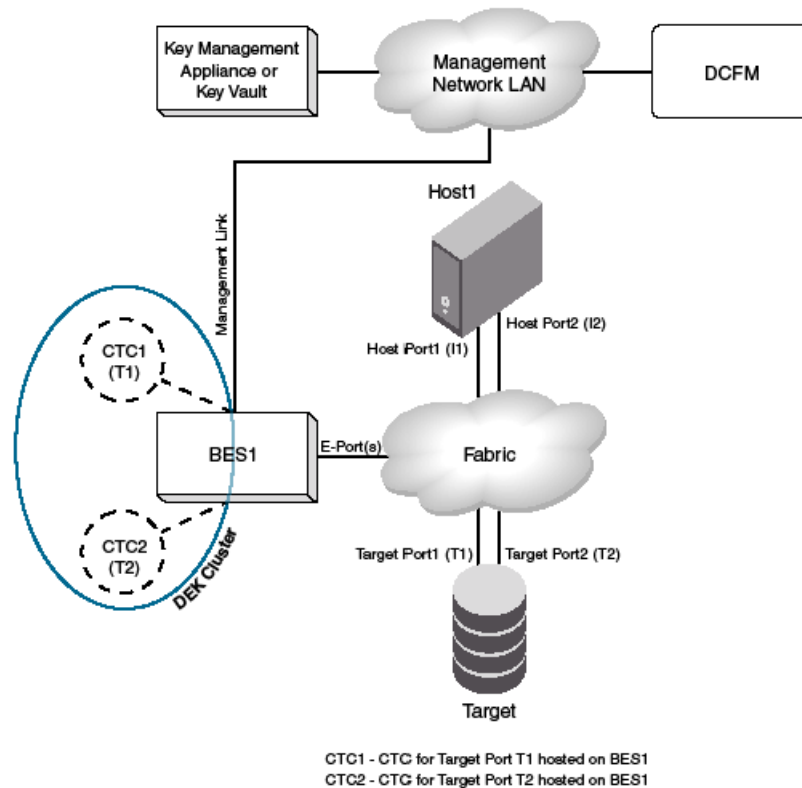 Key Management
Appliance or
Key Vault
Management
Network LAN
DCFM
Host1
Management Link
Host Port2 (I2)
Host iPort1 (I1)
CTC1
(T1)
BES1
E-Port(s)
Fabric
CTC2
(T2)
DEK Cluster
Target Port1 (T1)
Target Port2 (T2)
Target
CTC1 - CTC for Target Port T1 hosted on BES1
CTC2 - CTC for Target Port T2 hosted on BES1